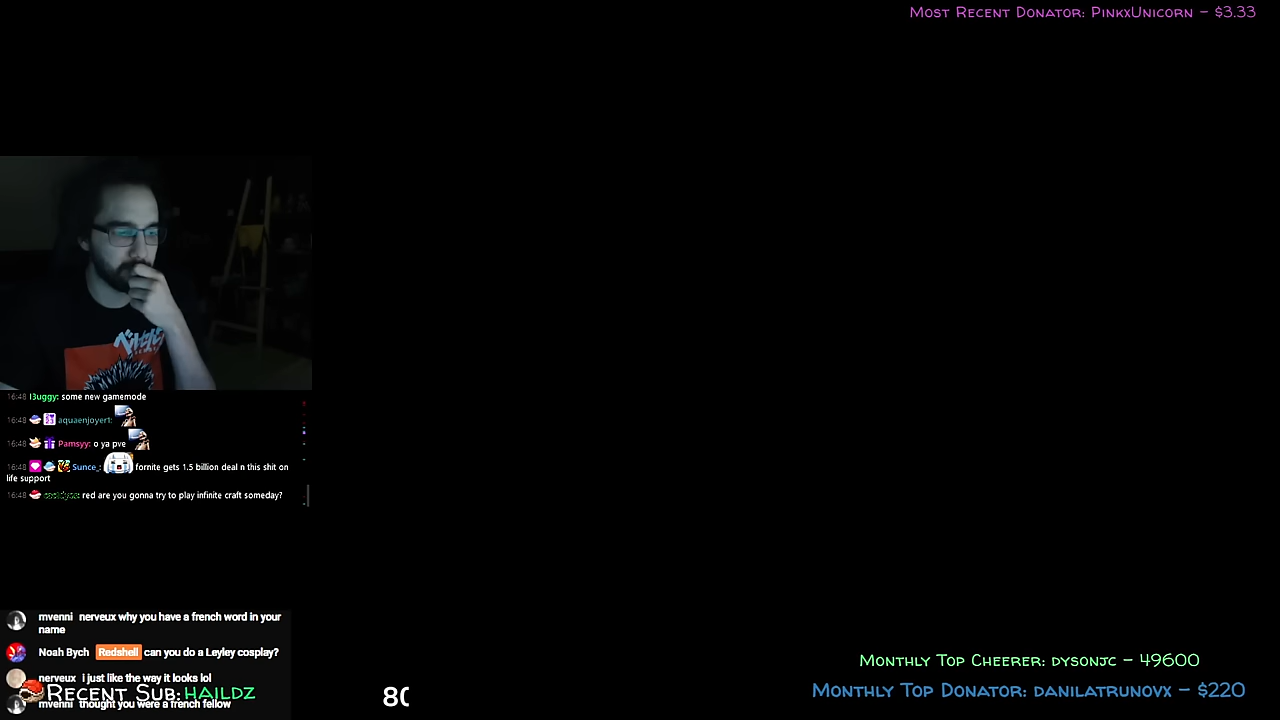 Most Recent Donator: PinkxUnicorn - $3.33
16:48 l3uggy: some new gamemode
16:48 aquaenjoyer1:
16:48 Pamsyy: o ya pve
16:48 Sunce_: fornite gets 1.5 billion deal n this shit on
life support
16:48 red are you gonna try to play infinite craft someday?
mvenni nerveux why you have a french word in your
name
Noah Bych Redshell can you do a Leyley cosplay?
nerveux i just like the way it looks lol
Recent Sub: haildz
mvenni thought you were a french fellow
80
Monthly Top Cheerer: dysonjc - 49600
Monthly Top Donator: danilatrunovx - $220